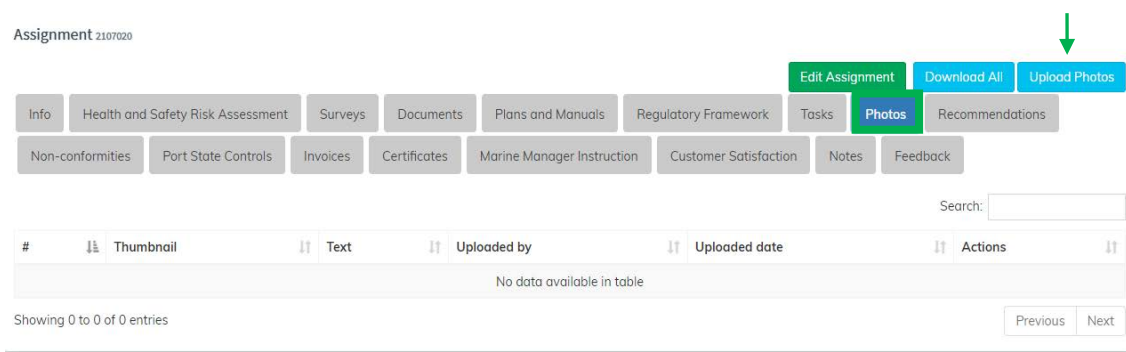 Assignment 2107020
Edit Assignment Download All Upload Photos
Info Health and Safety Risk Assessment Surveys Documents Plans and Manuals Regulatory Framework Tasks Photos Recommendations
Non-conformities Port State Controls Invoices Certificates Marine Manager Instruction Customer Satisfaction Notes Feedback
Search:
# Thumbnail Text Uploaded by Uploaded date Actions
No data available in table
Showing 0 to 0 of 0 entries
Previous Next